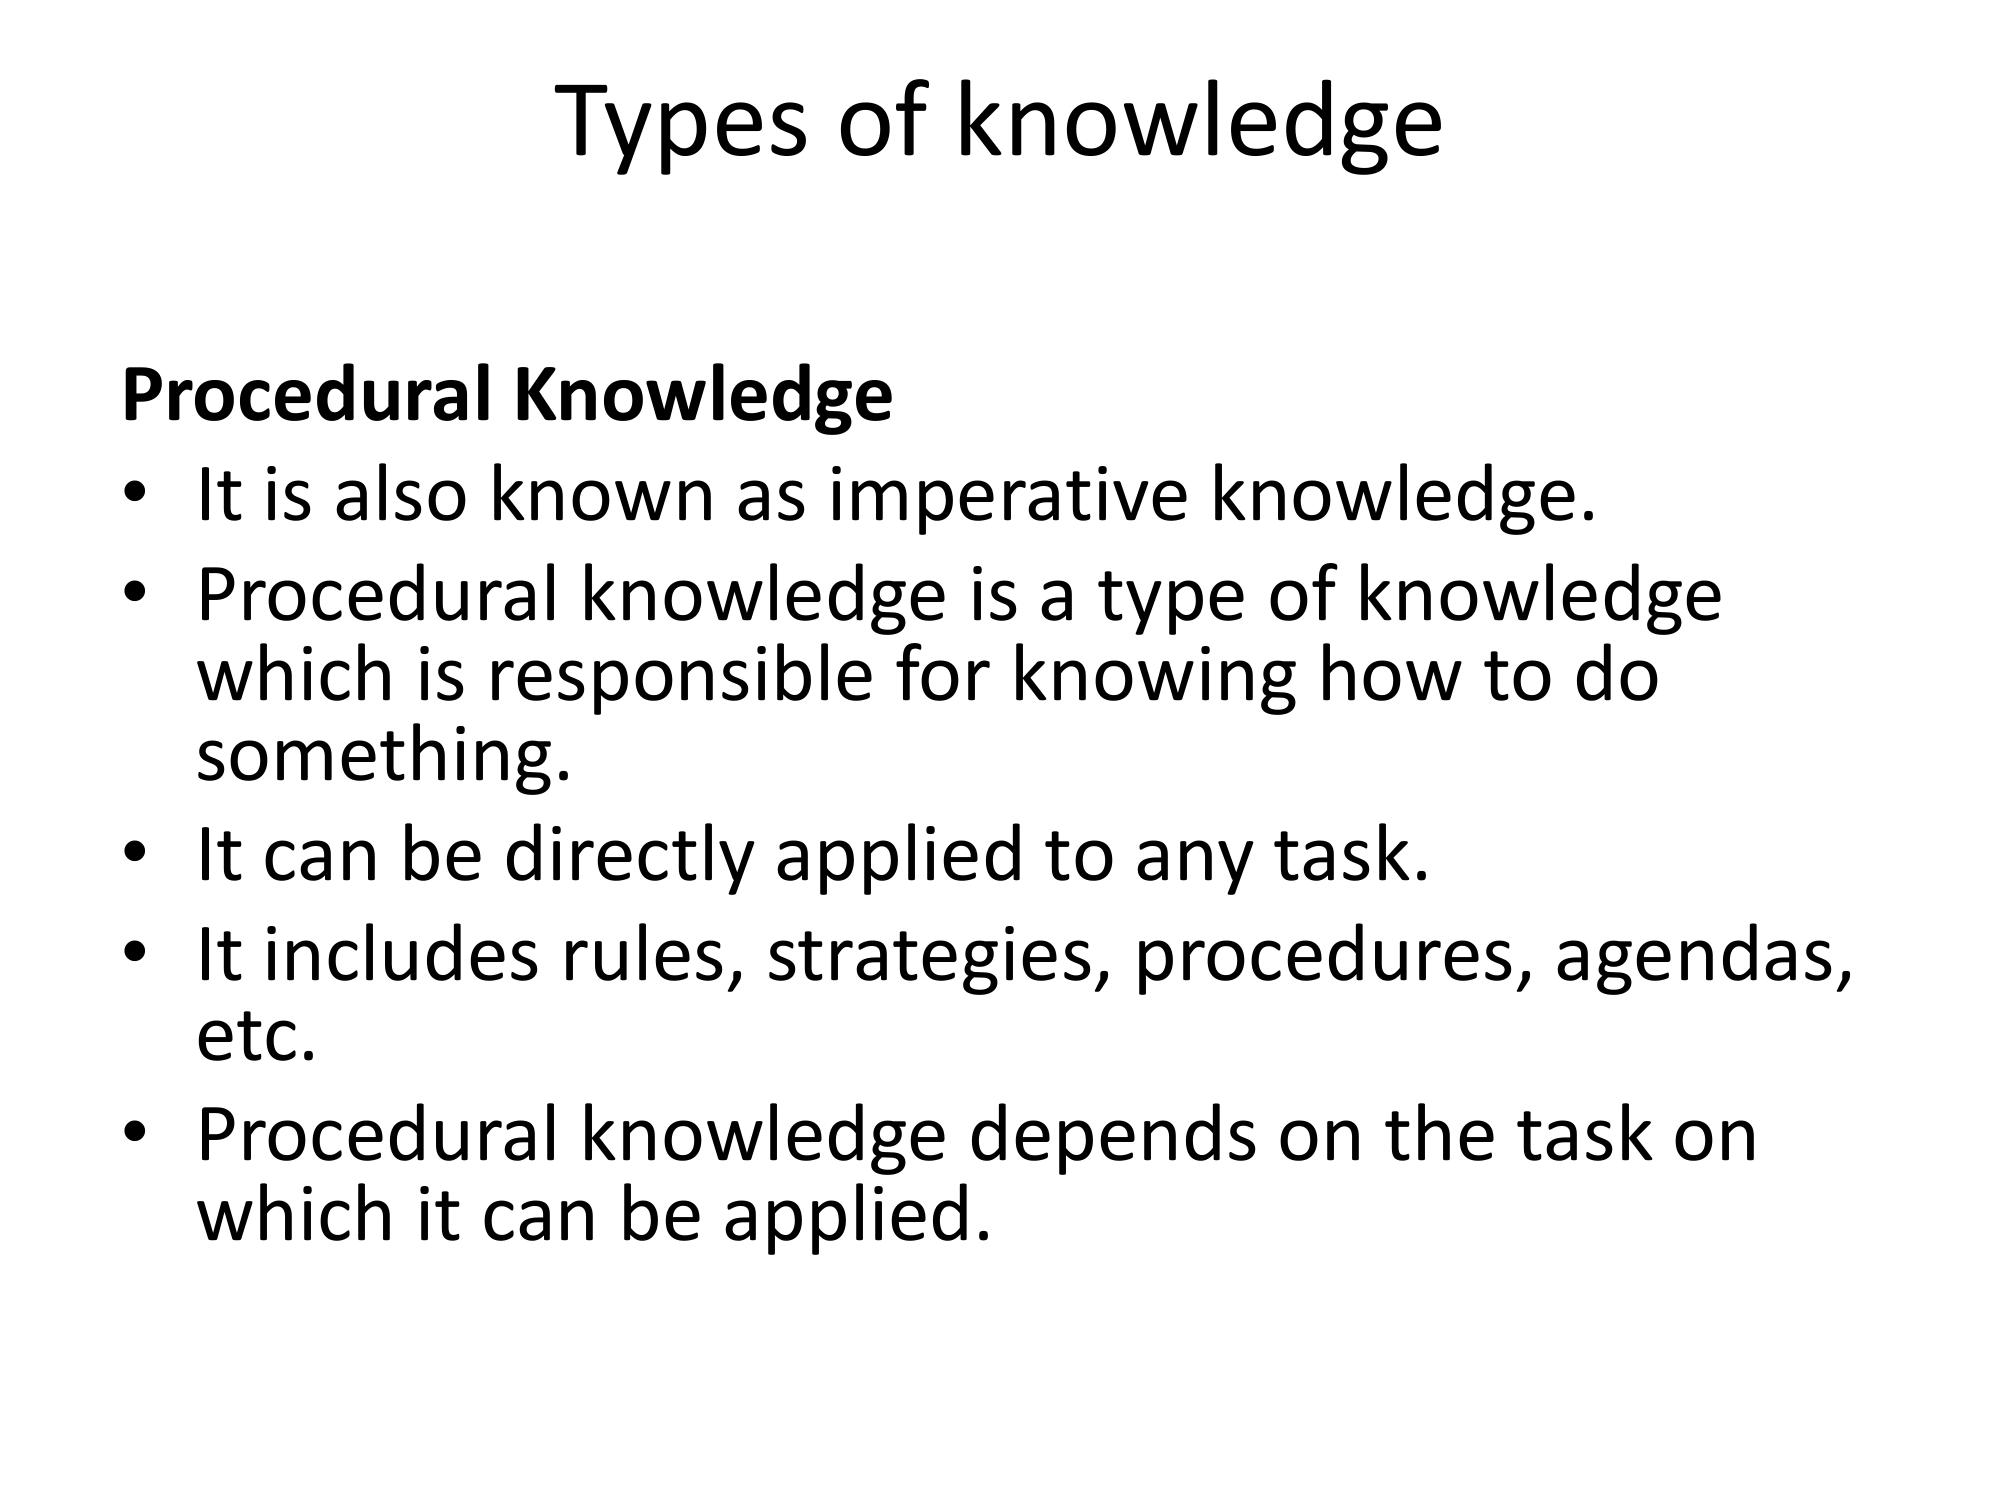 Types of knowledge
Procedural Knowledge
• It is also known as imperative knowledge.
• Procedural knowledge is a type of knowledge
which is responsible for knowing how to do
something.
• It can be directly applied to any task.
• It includes rules, strategies, procedures, agendas,
etc.
• Procedural knowledge depends on the task on
which it can be applied.